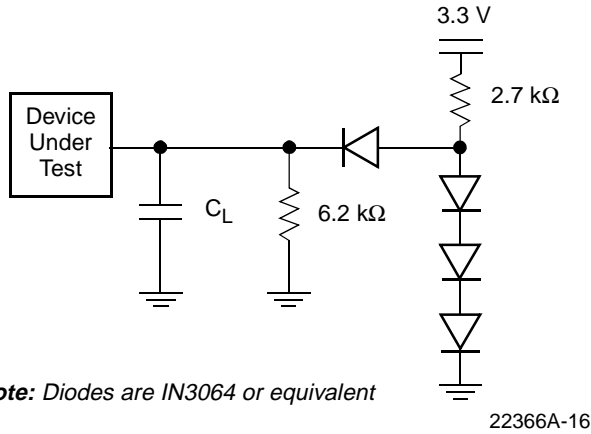 3.3 V
2.7 kΩ
Device
Under
Test
C_L
6.2 kΩ
ote: Diodes are IN3064 or equivalent
22366A-16